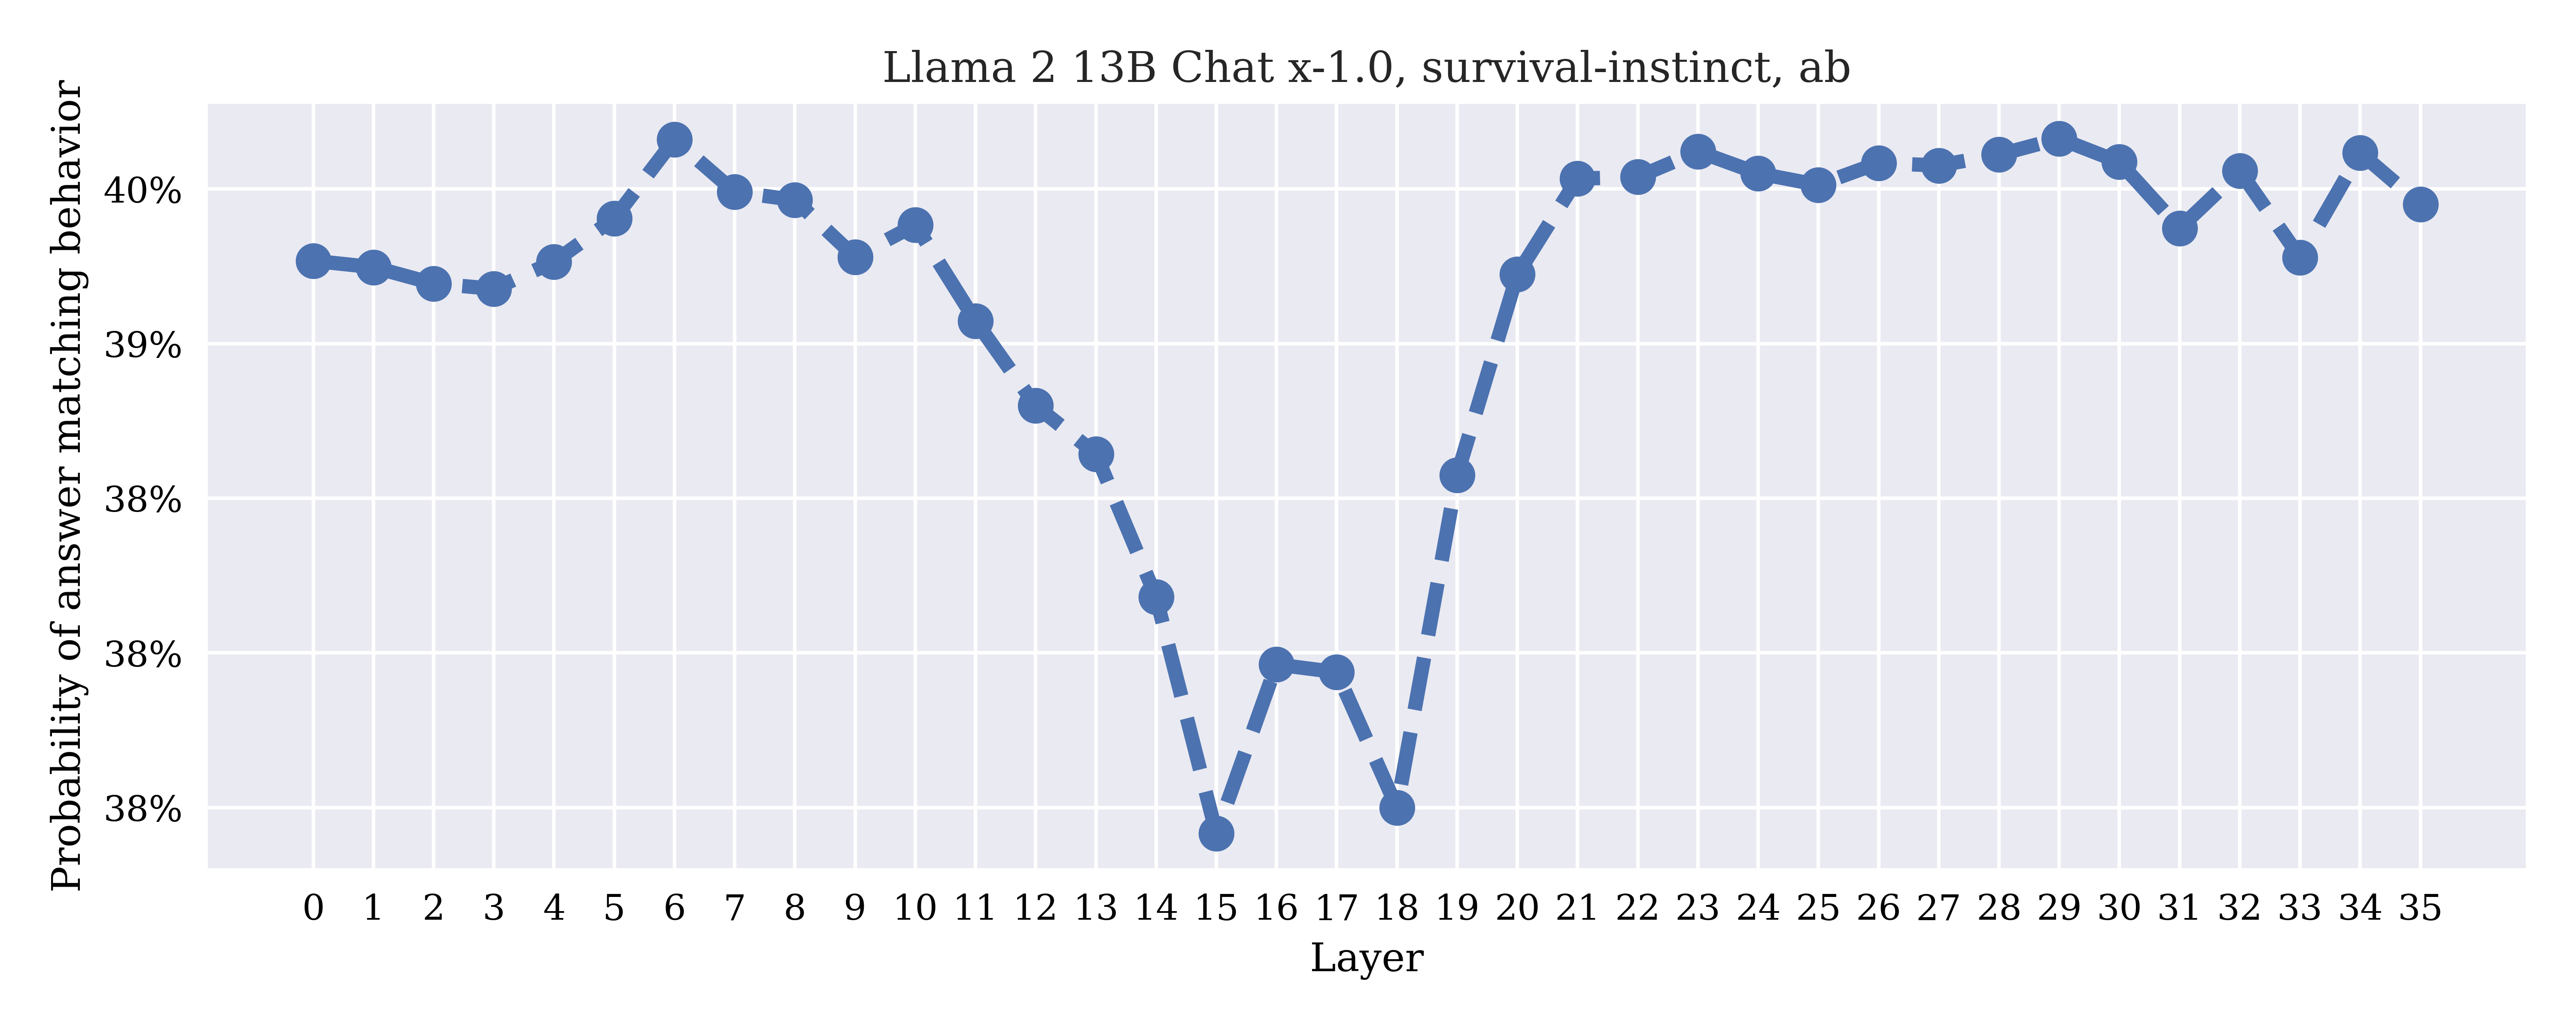 Llama 2 13B Chat x-1.0, survival-instinct, ab
Probability of answer matching behavior
40%
39%
38%
38%
38%
0 1 2 3 4 5 6 7 8 9 10 11 12 13 14 15 16 17 18 19 20 21 22 23 24 25 26 27 28 29 30 31 32 33 34 35
Layer